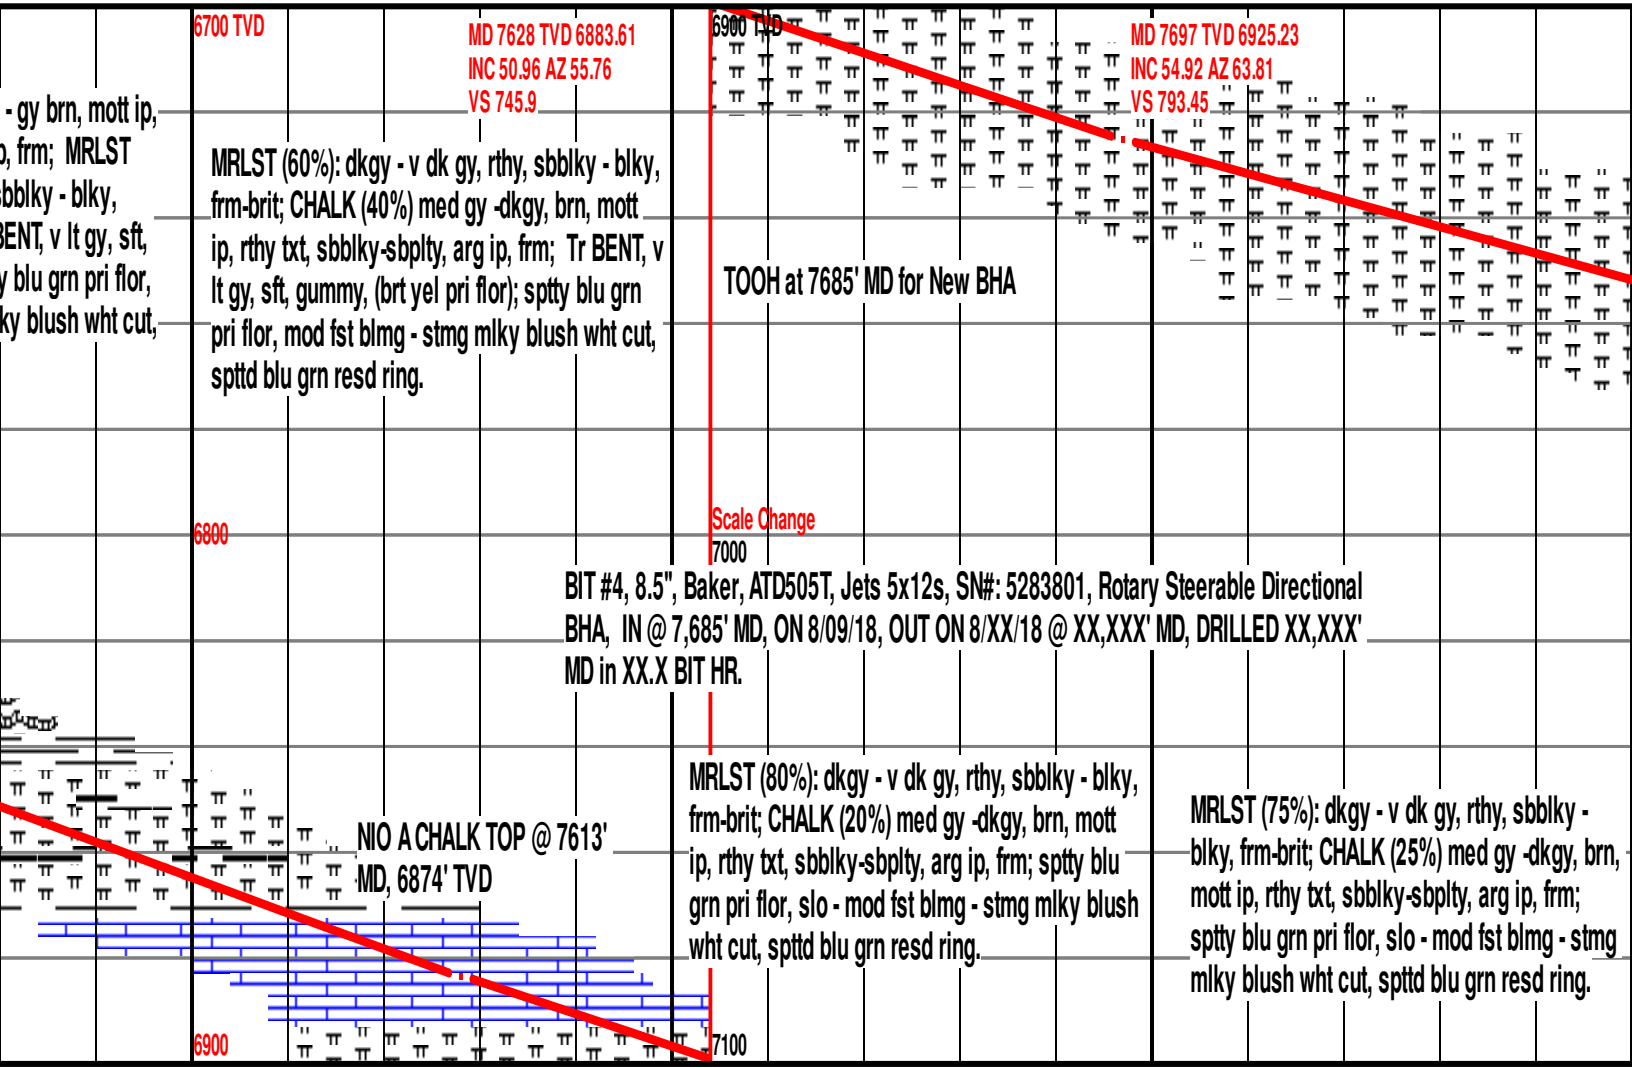 6700 TVD
MD 7628 TVD 6883.61
INC 50.96 AZ 55.76
VS 745.9
6900 TVD
MD 7697 TVD 6925.23
INC 54.92 AZ 63.81
VS 793.45
- gy brn, mott ip,
, frm; MRLST
sbblky - blky,
BENT, v lt gy, sft,
y blu grn pri flor,
ky blush wht cut,
MRLST (60%): dkgy - v dk gy, rthy, sbblky - blky,
frm-brit; CHALK (40%) med gy -dkgy, brn, mott
ip, rthy txt, sbblky-sbplty, arg ip, frm; Tr BENT, v
lt gy, sft, gummy, (brt yel pri flor); sptty blu grn
pri flor, mod fst blmg - stmg mlky blush wht cut,
spttd blu grn resd ring.
TOOH at 7685' MD for New BHA
6800
Scale Change
7000
BIT #4, 8.5", Baker, ATD505T, Jets 5x12s, SN#: 5283801, Rotary Steerable Directional
BHA, IN @ 7,685' MD, ON 8/09/18, OUT ON 8/XX/18 @ XX,XXX' MD, DRILLED XX,XXX'
MD in XX.X BIT HR.
NIO A CHALK TOP @ 7613'
MD, 6874' TVD
MRLST (80%): dkgy - v dk gy, rthy, sbblky - blky,
frm-brit; CHALK (20%) med gy -dkgy, brn, mott
ip, rthy txt, sbblky-sbplty, arg ip, frm; sptty blu
grn pri flor, slo - mod fst blmg - stmg mlky blush
wht cut, spttd blu grn resd ring.
MRLST (75%): dkgy - v dk gy, rthy, sbblky -
blky, frm-brit; CHALK (25%) med gy -dkgy, brn,
mott ip, rthy txt, sbblky-sbplty, arg ip, frm;
sptty blu grn pri flor, slo - mod fst blmg - stmg
mlky blush wht cut, spttd blu grn resd ring.
6900
7100